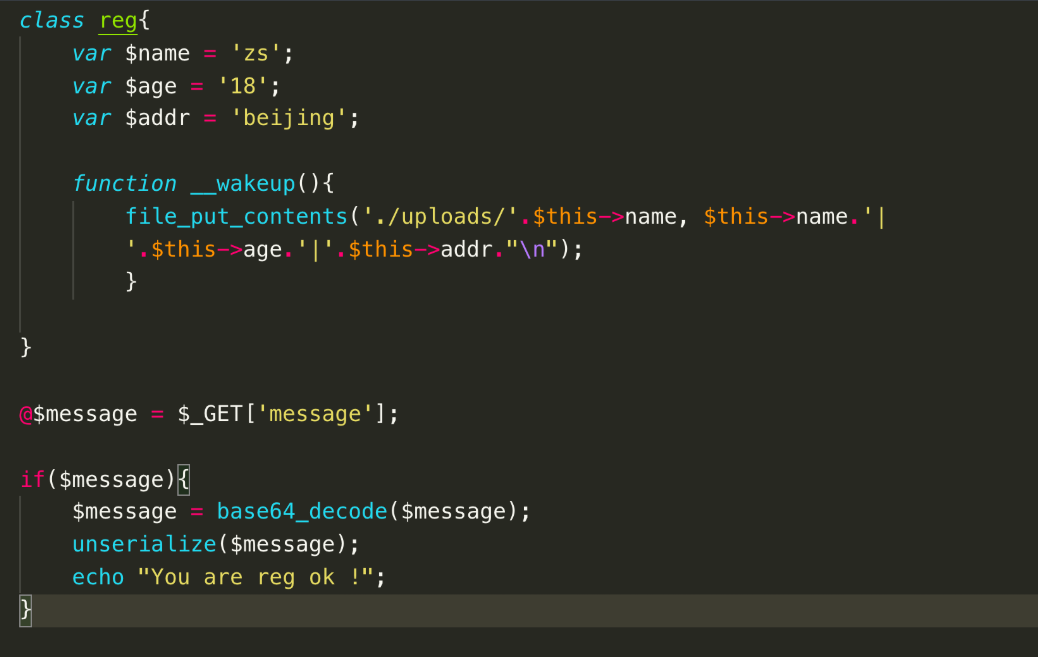 class reg{
var $name = 'zs';
var $age = '18';
var $addr = 'beijing';
function __wakeup(){
file_put_contents('./uploads/'.$this->name, $this->name.'|
'.$this->age.'|'.$this->addr."\n");
}
}
@$message = $_GET['message'];
if($message){
$message = base64_decode($message);
unserialize($message);
echo "You are reg ok !";
}